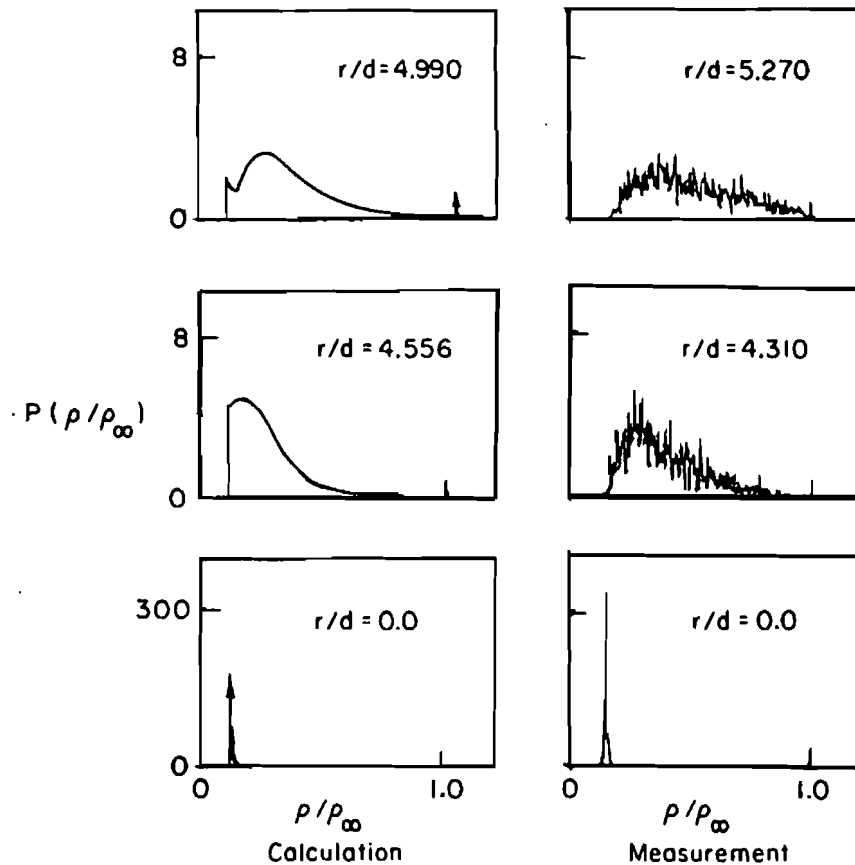 8
r/d=4.990
r/d=5.270
0
8
r/d=4.556
r/d=4.310
P(ρ/ρ∞)
0
300
r/d=0.0
r/d=0.0
0
0 1.0 0 1.0
ρ/ρ∞ ρ/ρ∞
Calculation Measurement